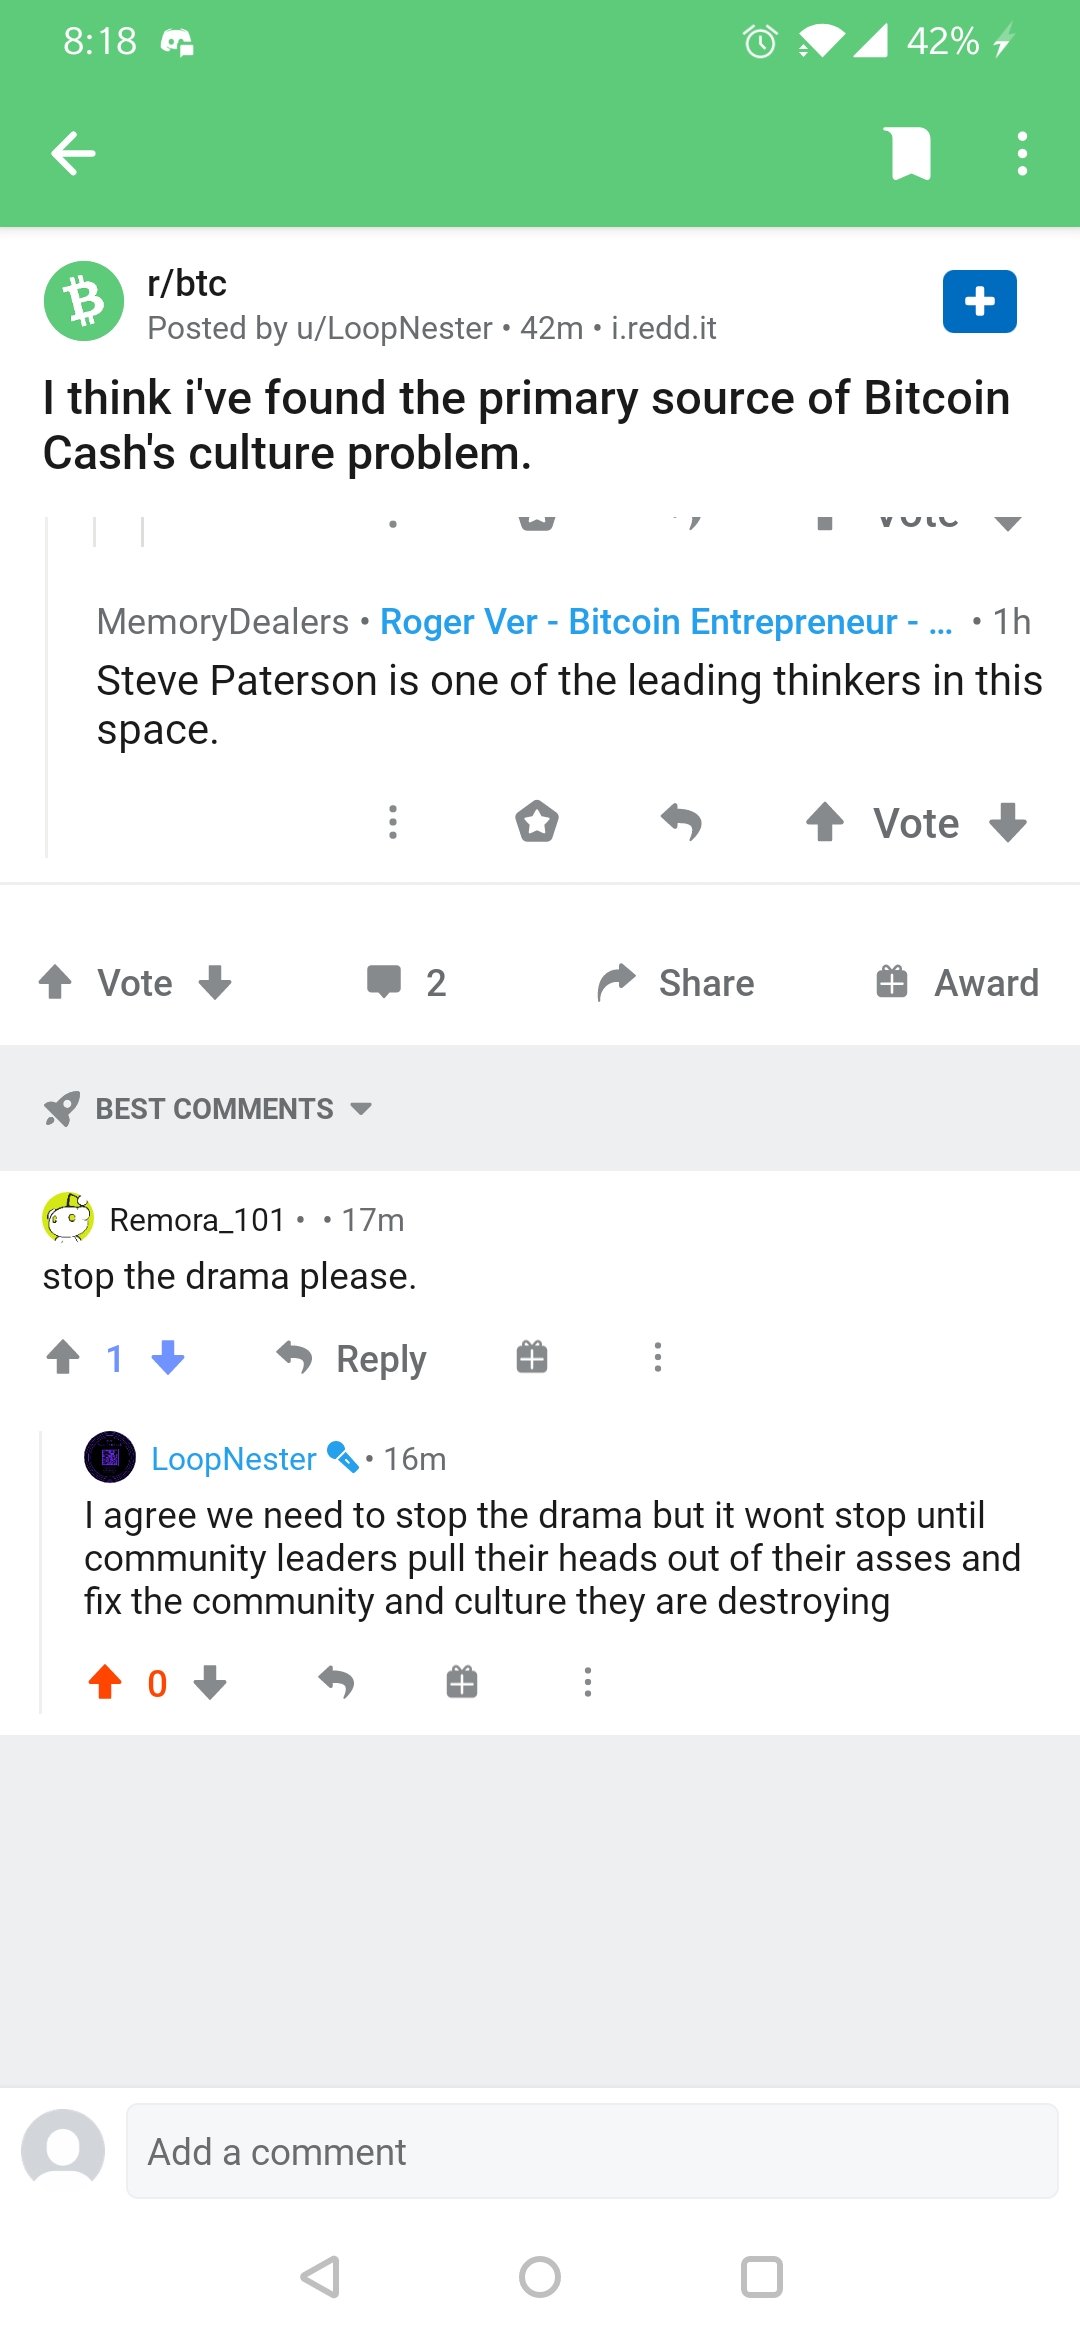 8:18 42%
r/btc
Posted by u/LoopNester • 42m • i.redd.it
I think i've found the primary source of Bitcoin
Cash's culture problem.
Vote
MemoryDealers • Roger Ver - Bitcoin Entrepreneur - ... • 1h
Steve Paterson is one of the leading thinkers in this
space.
Vote
Vote 2 Share Award
BEST COMMENTS
Remora_101 • • 17m
stop the drama please.
1 Reply
LoopNester • 16m
I agree we need to stop the drama but it wont stop until
community leaders pull their heads out of their asses and
fix the community and culture they are destroying
0
Add a comment